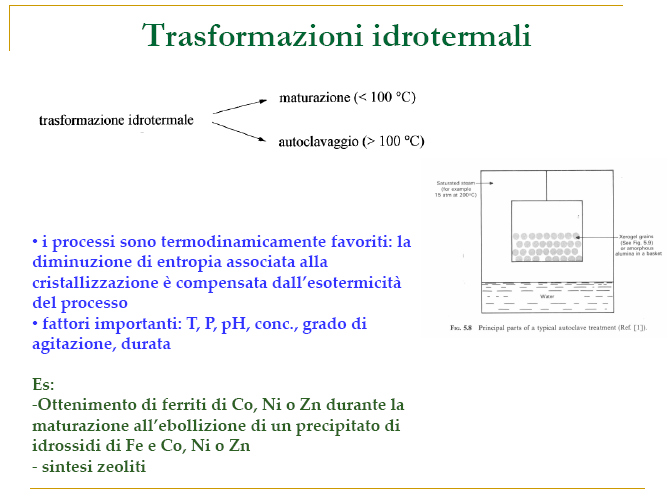 Trasformazioni idrotermali
maturazione (< 100 °C)
trasformazione idrotermale
autoclavaggio (> 100 °C)
Saturated steam
(for example
15 atm at 200°C)
Xerogel grains
(See Fig. 5.9)
or amorphous
alumina in a basket
Water
FIG. 5.8 Principal parts of a typical autoclave treatment (Ref. [1]).
• i processi sono termodinamicamente favoriti: la
diminuzione di entropia associata alla
cristallizzazione è compensata dall'esotermicità
del processo
• fattori importanti: T, P, pH, conc., grado di
agitazione, durata
Es:
-Ottenimento di ferriti di Co, Ni o Zn durante la
maturazione all'ebollizione di un precipitato di
idrossidi di Fe e Co, Ni o Zn
- sintesi zeoliti